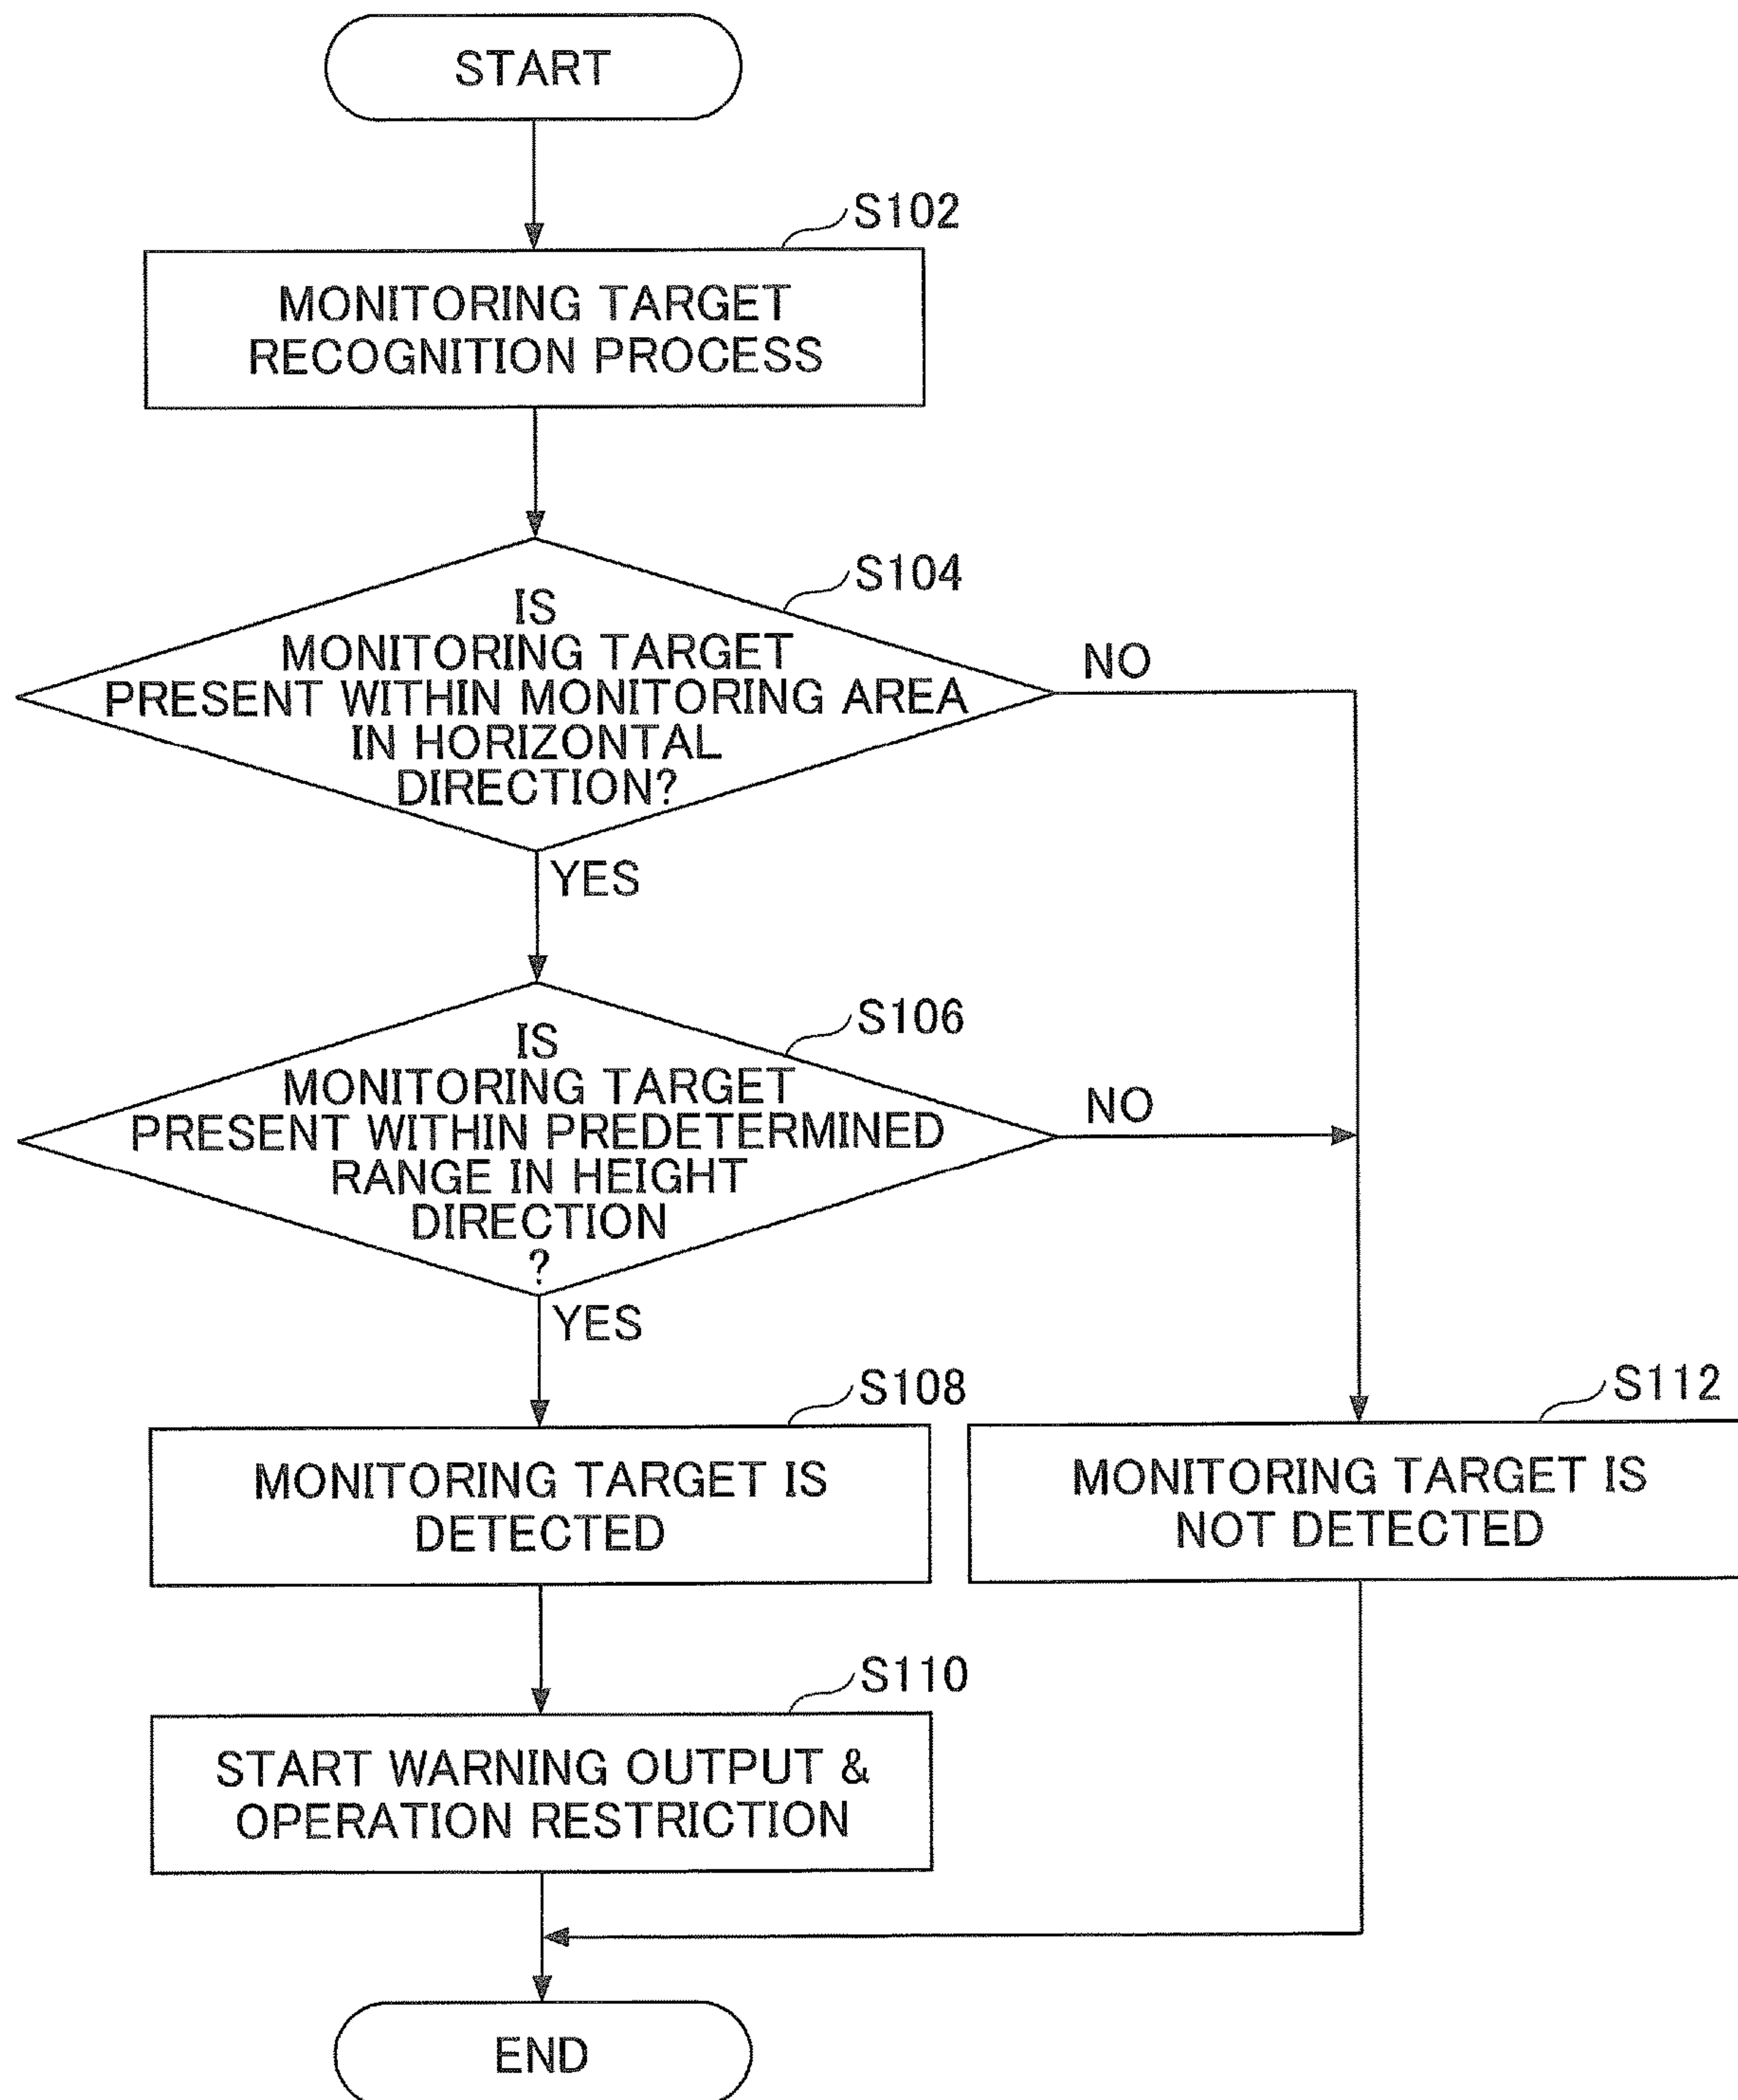 START
S102
MONITORING TARGET
RECOGNITION PROCESS
S104
IS
MONITORING TARGET
PRESENT WITHIN MONITORING AREA
IN HORIZONTAL
DIRECTION?
NO
YES
S106
IS
MONITORING TARGET
PRESENT WITHIN PREDETERMINED
RANGE IN HEIGHT
DIRECTION
?
NO
YES
S108
MONITORING TARGET IS
DETECTED
S112
MONITORING TARGET IS
NOT DETECTED
S110
START WARNING OUTPUT &
OPERATION RESTRICTION
END